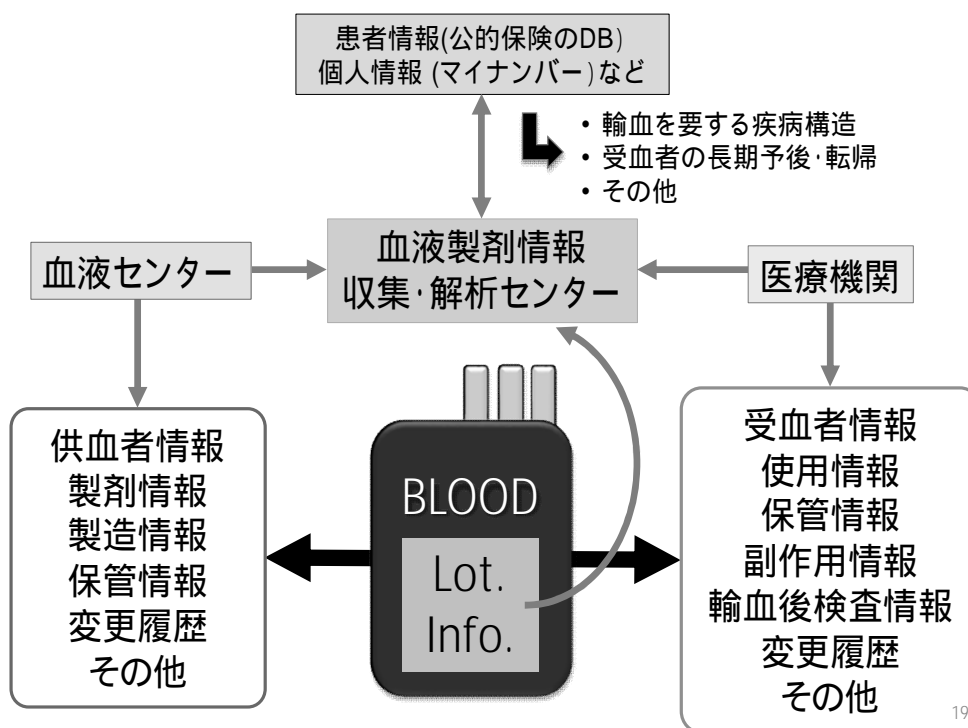 患者情報(公的保険のDB)
個人情報 (マイナンバー)など
• 輸血を要する疾病構造
• 受血者の長期予後･転帰
• その他
血液センター
血液製剤情報
収集･解析センター
医療機関
供血者情報
製剤情報
製造情報
保管情報
変更履歴
その他
BLOOD
Lot.
Info.
受血者情報
使用情報
保管情報
副作用情報
輸血後検査情報
変更履歴
その他
19